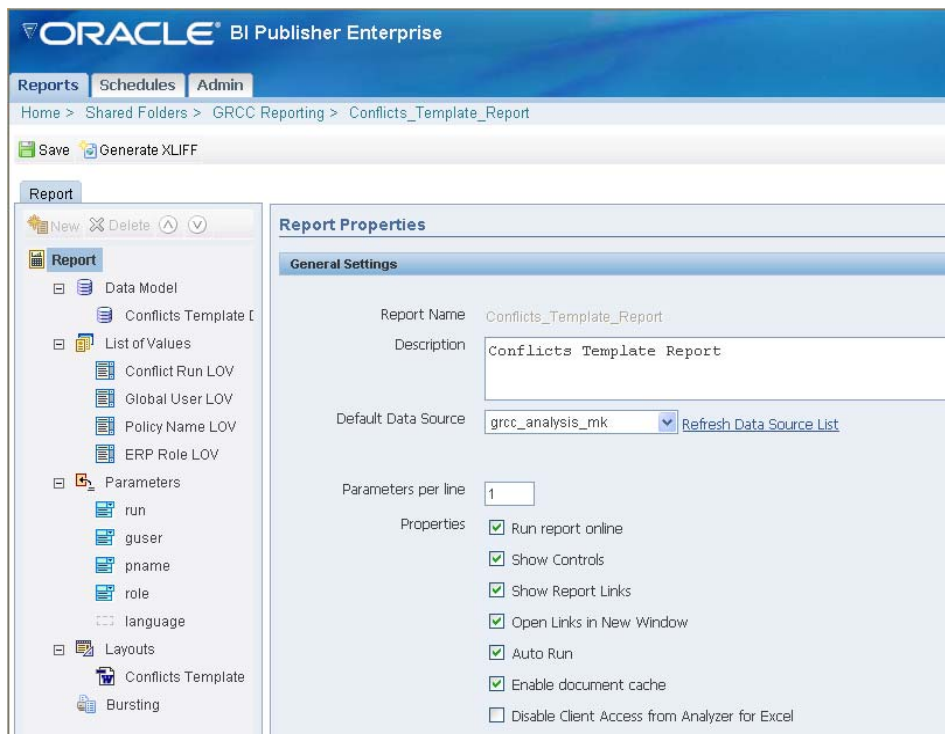 ORACLE® BI Publisher Enterprise
Reports Schedules Admin
Home > Shared Folders > GRCC Reporting > Conflicts_Template_Report
Save Generate XLIFF
Report
New Delete
Report
Data Model
Conflicts Template D
List of Values
Conflict Run LOV
Global User LOV
Policy Name LOV
ERP Role LOV
Parameters
run
guser
pname
role
language
Layouts
Conflicts Template
Bursting
Report Properties
General Settings
Report Name Conflicts_Template_Report
Description Conflicts Template Report
Default Data Source grcc_analysis_mk Refresh Data Source List
Parameters per line 1
Properties Run report online
Show Controls
Show Report Links
Open Links in New Window
Auto Run
Enable document cache
Disable Client Access from Analyzer for Excel